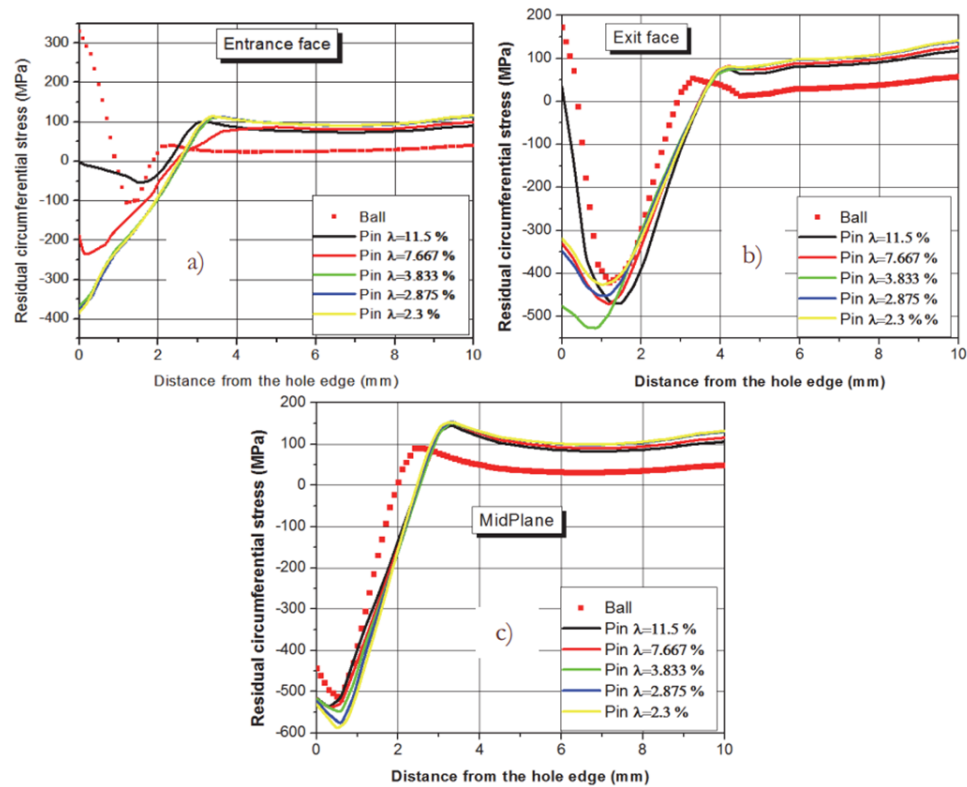 Entrance face
Residual circumferential stress (MPa)
300
200
100
0
-100
-200
-300
-400
a)
Ball
Pin λ=11.5 %
Pin λ=7.667 %
Pin λ=3.833 %
Pin λ=2.875 %
Pin λ=2.3 %
0 2 4 6 8 10
Distance from the hole edge (mm)
Exit face
Residual circumferential stress (MPa)
200
100
0
-100
-200
-300
-400
-500
b)
Ball
Pin λ=11.5 %
Pin λ=7.667 %
Pin λ=3.833 %
Pin λ=2.875 %
Pin λ=2.3 % %
0 2 4 6 8 10
Distance from the hole edge (mm)
MidPlane
Residual circumferential stress (MPa)
200
100
0
-100
-200
-300
-400
-500
-600
c)
Ball
Pin λ=11.5 %
Pin λ=7.667 %
Pin λ=3.833 %
Pin λ=2.875 %
Pin λ=2.3 %
0 2 4 6 8 10
Distance from the hole edge (mm)